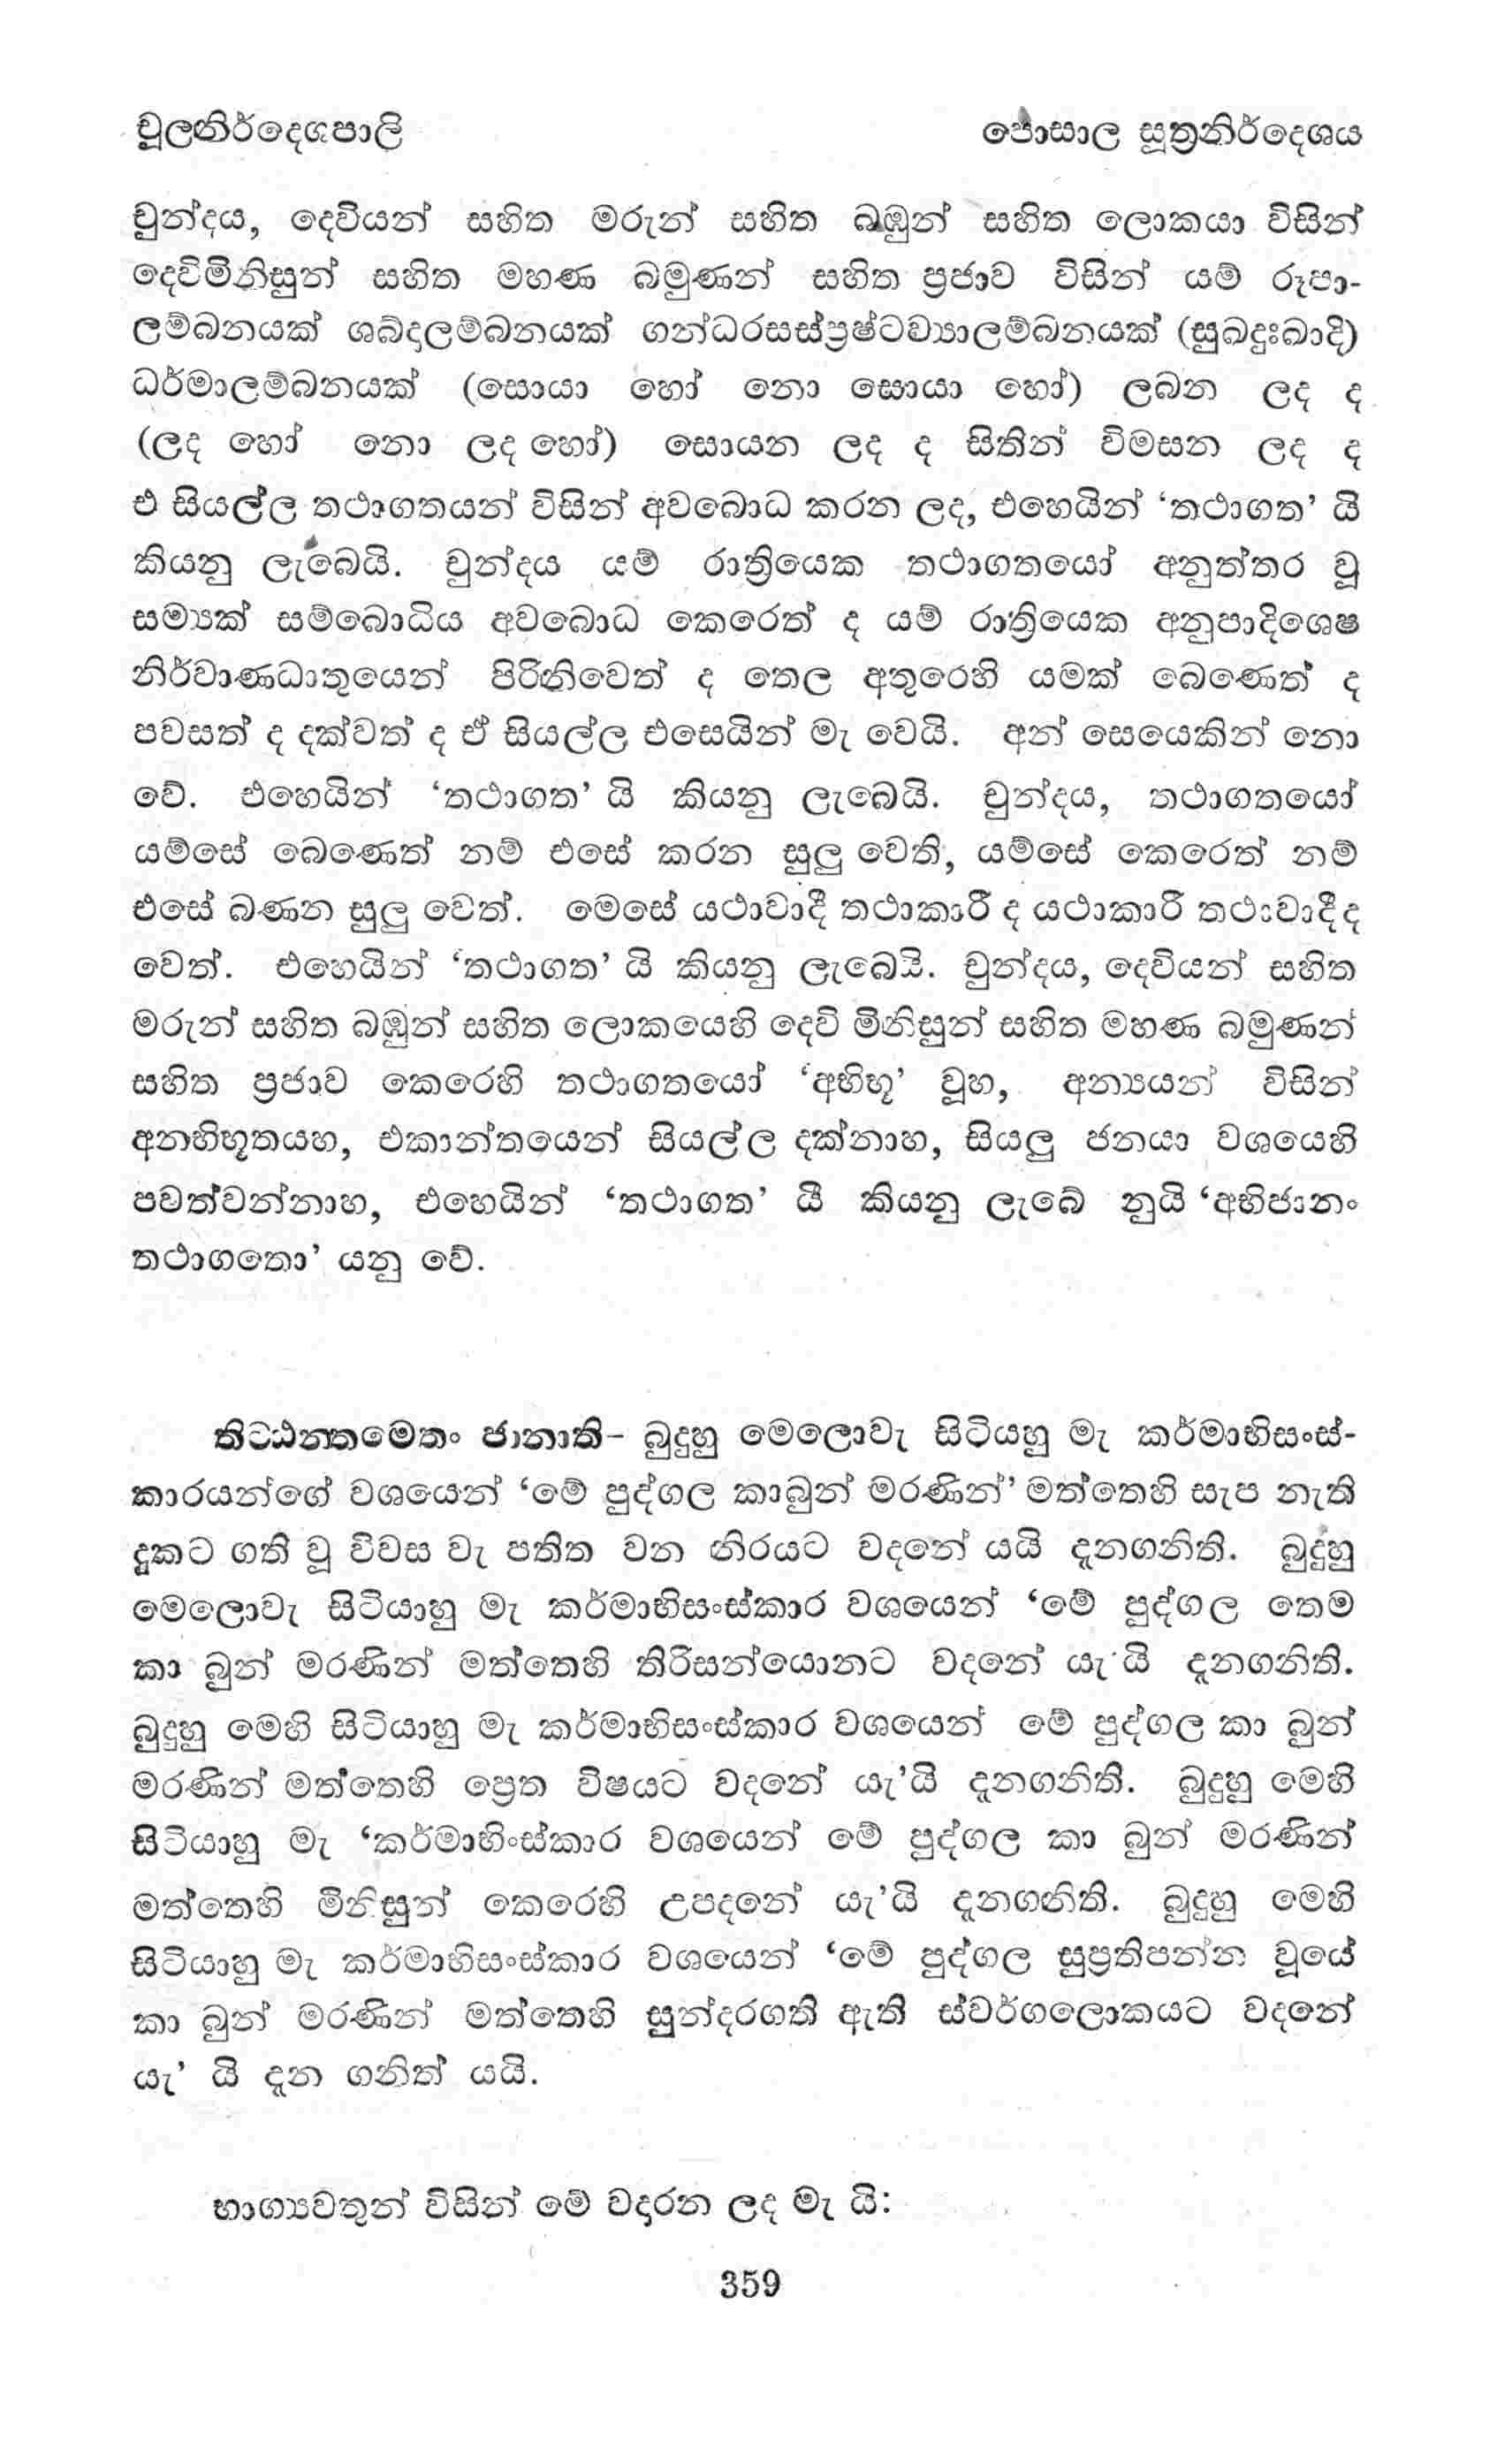 චූලනිර්දෙශපාලි	පොසාල සූත්‍රනිර්දෙශය
චුන්දය, දෙවියන් සහිත මරුන් සහිත බඹුන් සහිත ලොකයා විසින්
දෙවිමිනිසුන් සහිත මහණ බමුණන් සහිත ප්‍රජාව විසින් යම් රූපා-
ලම්බනයක් ශබ්දාලම්බනයක් ගන්ධරසස්ප්‍රෂ්ටව්‍යාලම්බනයක් (සුඛදුඃඛාදි)
ධර්මාලම්බනයක් (සොයා හෝ නො සොයා හෝ) ලබන ලද ද
(ලද හෝ නො ලද හෝ) සොයන ලද ද සිතින් විමසන ලද ද
එ සියල්ල තථාගතයන් විසින් අවබොධ කරන ලද, එහෙයින් ‘තථාගත’ යි
කියනු ලැබෙයි. චුන්දය යම් රාත්‍රියෙක තථාගතයෝ අනුත්තර වූ
සම්‍යක් සම්බොධිය අවබොධ කෙරෙත් ද යම් රාත්‍රියෙක අනුපාදිශෙෂ
නිර්වාණධාතුයෙන් පිරිනිවෙත් ද තෙල අතුරෙහි යමක් බෙණෙත් ද
පවසත් ද දක්වත් ද ඒ සියල්ල එසෙයින් මැ වෙයි. අන් සෙයෙකින් නො
වේ. එහෙයින් ‘තථාගත’ යි කියනු ලැබෙයි. චුන්දය, තථාගතයෝ
යම්සේ බෙණෙත් නම් එසේ කරන සුලු වෙති, යම්සේ කෙරෙත් නම්
එසේ බණන සුලු වෙත්. මෙසේ යථාවාදී තථාකාරී ද යථාකාරී තථාවාදීද
වෙත්. එහෙයින් ‘තථාගත’ යි කියනු ලැබෙයි. චුන්දය, දෙවියන් සහිත
මරුන් සහිත බඹුන් සහිත ලොකයෙහි දෙවි මිනිසුන් සහිත මහණ බමුණන්
සහිත ප්‍රජාව කෙරෙහි තථාගතයෝ ‘අභිභූ’ වූහ, අන්‍යයන් විසින්
අනභිභූතයහ, එකාන්තයෙන් සියල්ල දක්නාහ, සියලු ජනයා වශයෙහි
පවත්වන්නාහ, එහෙයින් ‘තථාගත’ යී කියනු ලැබේ නුයි ‘අභිජානං
තථාගතො’ යනු වේ.
තිට්ඨන්තමෙතං ජානාති– බුදුහු මෙලොවැ සිටියහු මැ කර්මාභිසංස්-
කාරයන්ගේ වශයෙන් ‘මේ පුද්ගල කාබුන් මරණින්’ මත්තෙහි සැප නැති
දුකට ගති වූ විවස වැ පතිත වන නිරයට වදනේ යයි දැනගනිති. බුදුහු
මෙලොවැ සිටියාහු මැ කර්මාභිසංස්කාර වශයෙන් ‘මේ පුද්ගල තෙම
කා බුන් මරණින් මත්තෙහි තිරිසන්යොනට වදනේ යැ යි දැනගනිති.
බුදුහු මෙහි සිටියාහු මැ කර්මාභිසංස්කාර වශයෙන් මේ පුද්ගල කා බුන්
මරණින් මත්තෙහි ප්‍රෙත විෂයට වදනේ යැ’යි දැනගනිති. බුදුහු මෙහි
සිටියාහු මැ ‘කර්මාභිංස්කාර වශයෙන් මේ පුද්ගල කා බුන් මරණින්
මත්තෙහි මිනිසුන් කෙරෙහි උපදනේ යැ’යි දැනගනිති. බුදුහු මෙහි
සිටියාහු මැ කර්මාභිසංස්කාර වශයෙන් ‘මේ පුද්ගල සුප්‍රතිපන්න වූයේ
කා බුන් මරණින් මත්තෙහි සුන්දරගති ඇති ස්වර්ගලොකයට වදනේ
යැ’ යි දැන ගනිත් යයි.
භාග්‍යවතුන් විසින් මේ වදාරන ලද මැ යි:
359